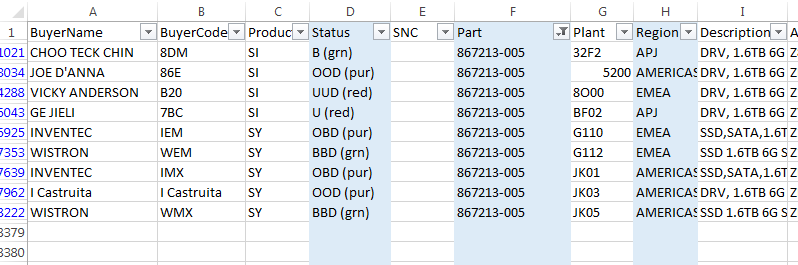 A B C D E F G H I
1 BuyerName BuyerCode Product Status SNC Part Plant Region Description A
1021 CHOO TECK CHIN 8DM SI B (grn) 867213-005 32F2 APJ DRV, 1.6TB 6G Z
3034 JOE D'ANNA 86E SI OOD (pur) 867213-005 5200 AMERICAS DRV, 1.6TB 6G Z
4288 VICKY ANDERSON B20 SI UUD (red) 867213-005 8O00 EMEA DRV, 1.6TB 6G Z
5043 GE JIELI 7BC SI U (red) 867213-005 BF02 APJ DRV, 1.6TB 6G Z
5925 INVENTEC IEM SY OBD (pur) 867213-005 G110 EMEA SSD,SATA,1.6T Z
7353 WISTRON WEM SY BBD (grn) 867213-005 G112 EMEA SSD 1.6TB 6G S Z
7639 INVENTEC IMX SY OBD (pur) 867213-005 JK01 AMERICAS SSD,SATA,1.6T Z
7962 I Castruita I Castruita SY OOD (pur) 867213-005 JK03 AMERICAS DRV, 1.6TB 6G Z
3222 WISTRON WMX SY BBD (grn) 867213-005 JK05 AMERICAS SSD 1.6TB 6G S Z
3379
3380